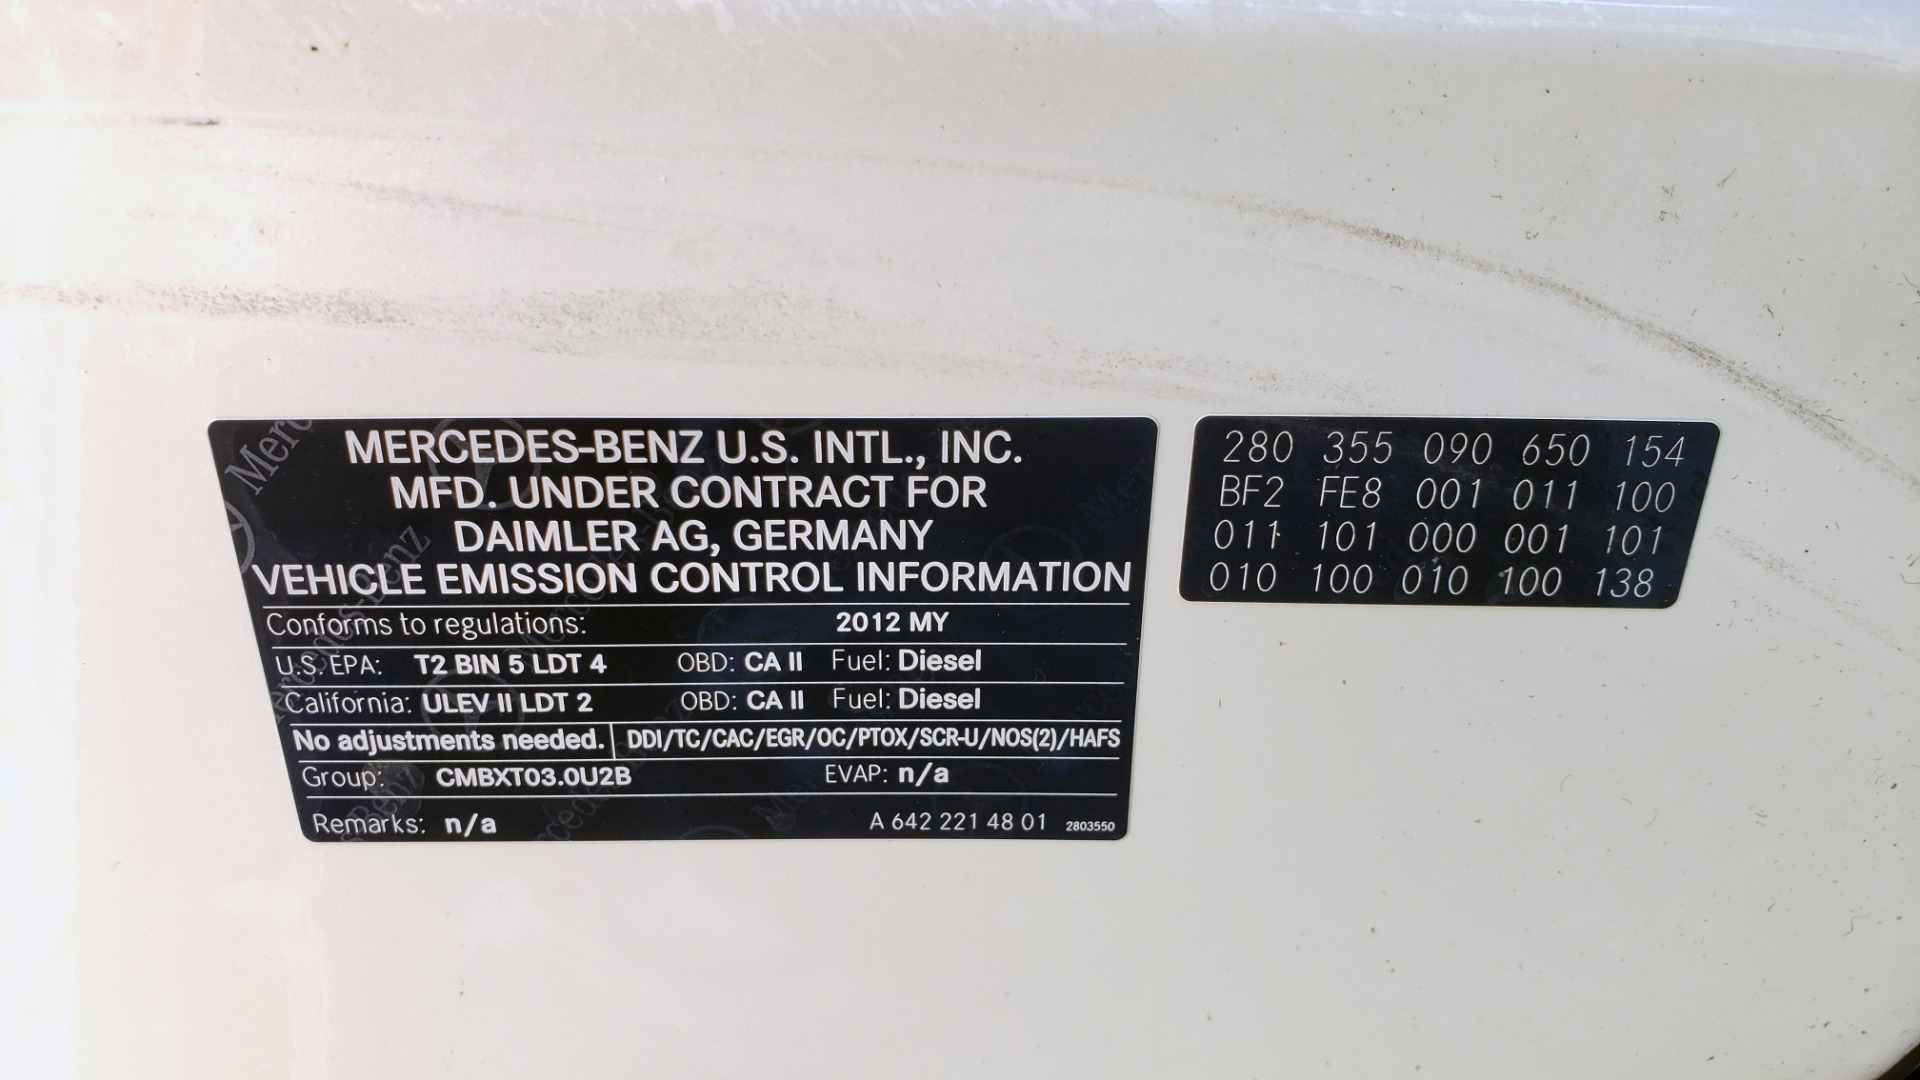 MERCEDES-BENZ U.S. INTL., INC.
MFD. UNDER CONTRACT FOR
DAIMLER AG, GERMANY
VEHICLE EMISSION CONTROL INFORMATION
Conforms to regulations: 2012 MY
U.S. EPA: T2 BIN 5 LDT 4 OBD: CA II Fuel: Diesel
California: ULEV II LDT 2 OBD: CA II Fuel: Diesel
No adjustments needed. DDI/TC/CAC/EGR/OC/PTOX/SCR-U/NOS(2)/HAFS
Group: CMBXT03.0U2B EVAP: n/a
Remarks: n/a A 642 221 48 01 2803550
280 355 090 650 154
BF2 FE8 001 011 100
011 101 000 001 101
010 100 010 100 138